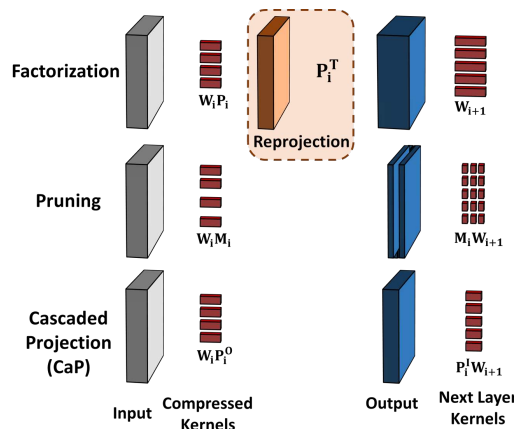 Factorization
W_iP_i
P_i^T
Reprojection
W_{i+1}
Pruning
W_iM_i
M_iW_{i+1}
Cascaded
Projection
(CaP)
W_iP_i^O
P_i^IW_{i+1}
Input
Compressed
Kernels
Output
Next Layer
Kernels